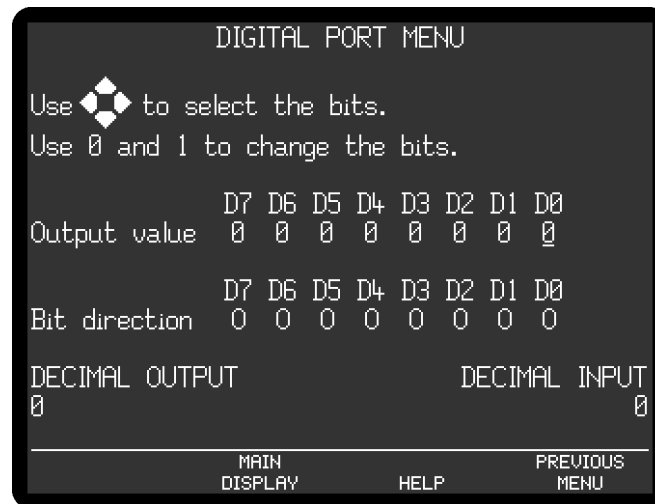 DIGITAL PORT MENU
Use to select the bits.
Use 0 and 1 to change the bits.
D7 D6 D5 D4 D3 D2 D1 D0
Output value 0 0 0 0 0 0 0 0
D7 D6 D5 D4 D3 D2 D1 D0
Bit direction O O O O O O O O
DECIMAL OUTPUT DECIMAL INPUT
0 0
MAIN PREVIOUS
DISPLAY HELP MENU